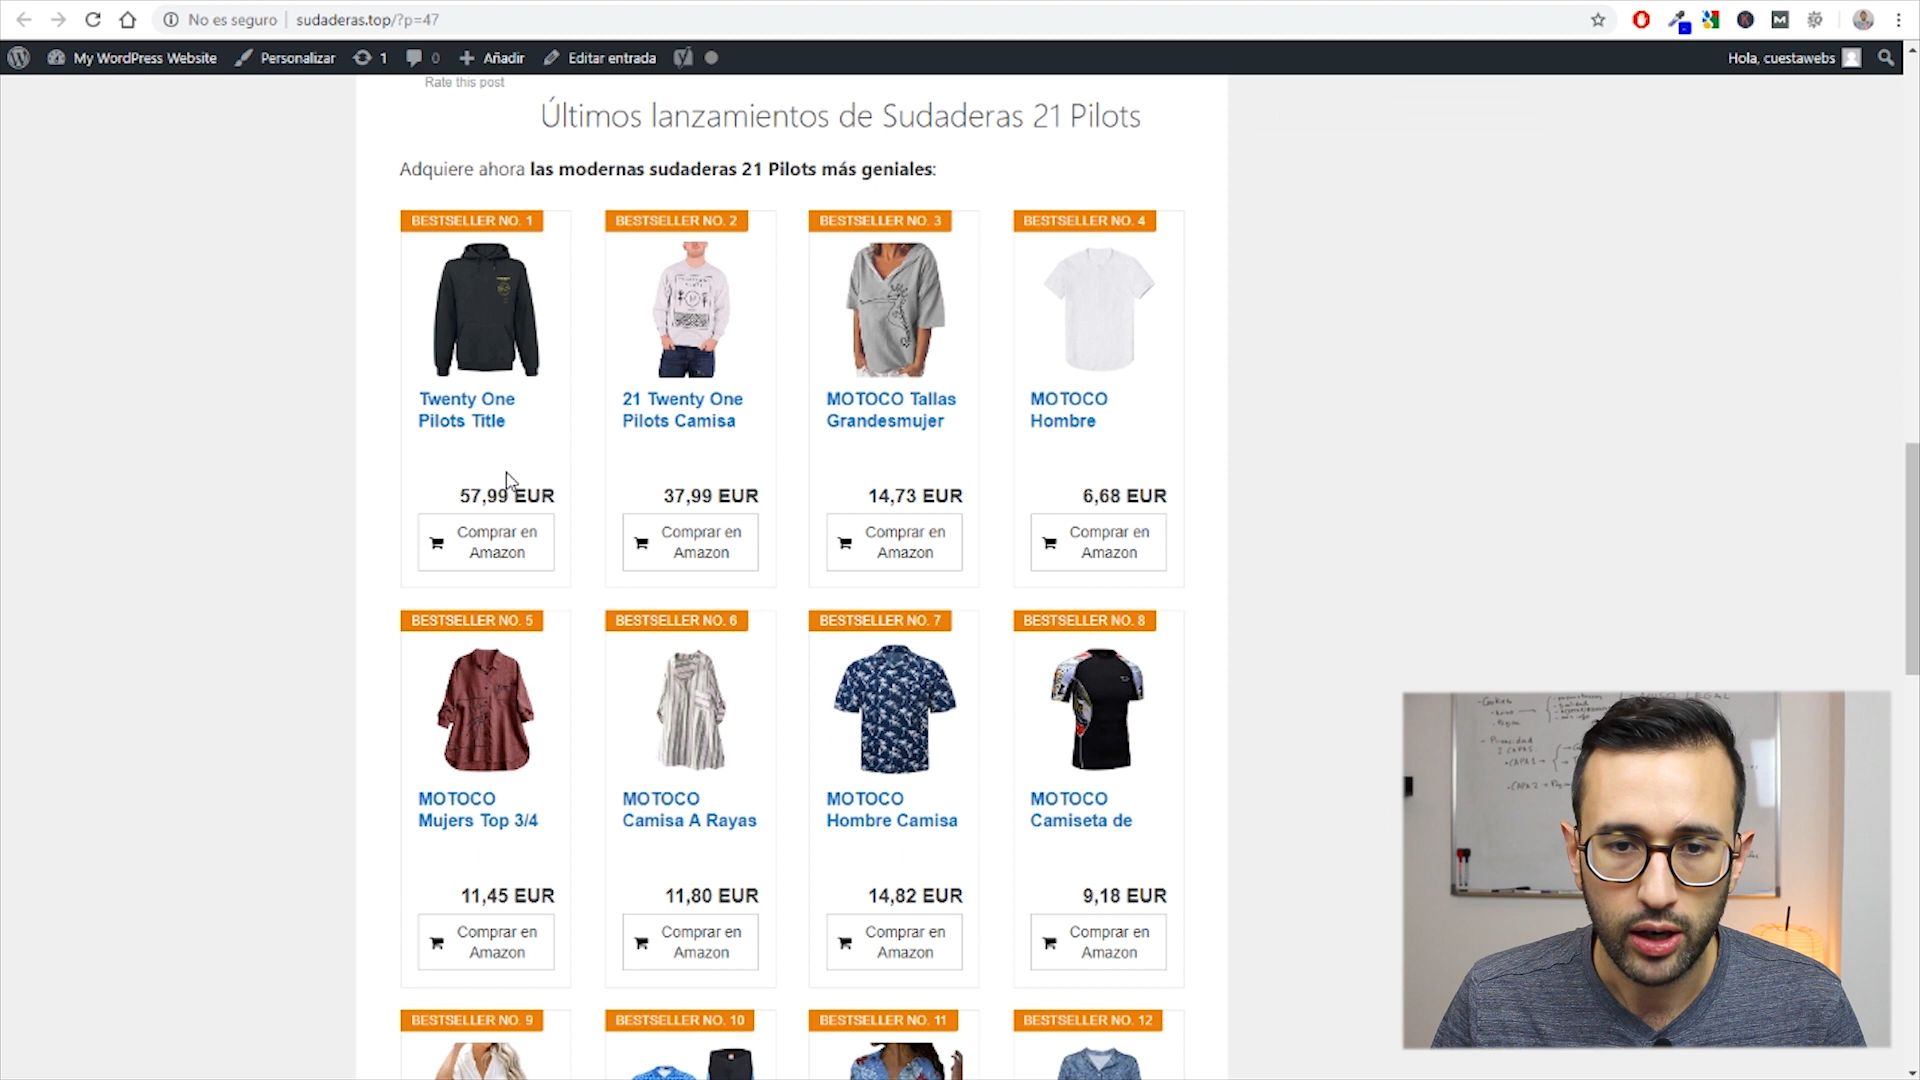 No es seguro sudaderas.top/?p=47
My WordPress Website Personalizar 1 0 Añadir Editar entrada Hola, cuestawebs
Rate this post
Últimos lanzamientos de Sudaderas 21 Pilots
Adquiere ahora las modernas sudaderas 21 Pilots más geniales:
BESTSELLER NO. 1 BESTSELLER NO. 2 BESTSELLER NO. 3 BESTSELLER NO. 4
Twenty One 21 Twenty One MOTOCO Tallas MOTOCO
Pilots Title Pilots Camisa Grandesmujer Hombre
57,99 EUR 37,99 EUR 14,73 EUR 6,68 EUR
Comprar en Comprar en Comprar en Comprar en
Amazon Amazon Amazon Amazon
BESTSELLER NO. 5 BESTSELLER NO. 6 BESTSELLER NO. 7 BESTSELLER NO. 8
MOTOCO MOTOCO MOTOCO MOTOCO
Mujers Top 3/4 Camisa A Rayas Hombre Camisa Camiseta de
11,45 EUR 11,80 EUR 14,82 EUR 9,18 EUR
Comprar en Comprar en Comprar en Comprar en
Amazon Amazon Amazon Amazon
BESTSELLER NO. 9 BESTSELLER NO. 10 BESTSELLER NO. 11 BESTSELLER NO. 12